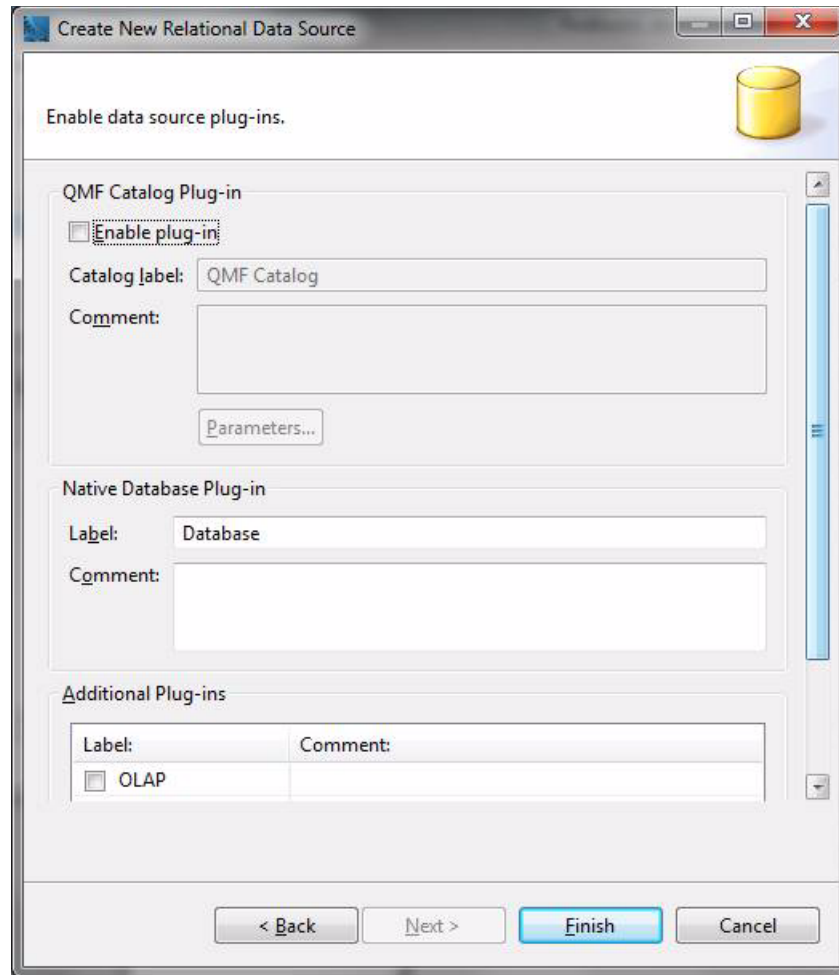 Create New Relational Data Source
Enable data source plug-ins.
QMF Catalog Plug-in
Enable plug-in
Catalog label: QMF Catalog
Comment:
Parameters...
Native Database Plug-in
Label: Database
Comment:
Additional Plug-ins
Label: Comment:
OLAP
< Back Next > Finish Cancel